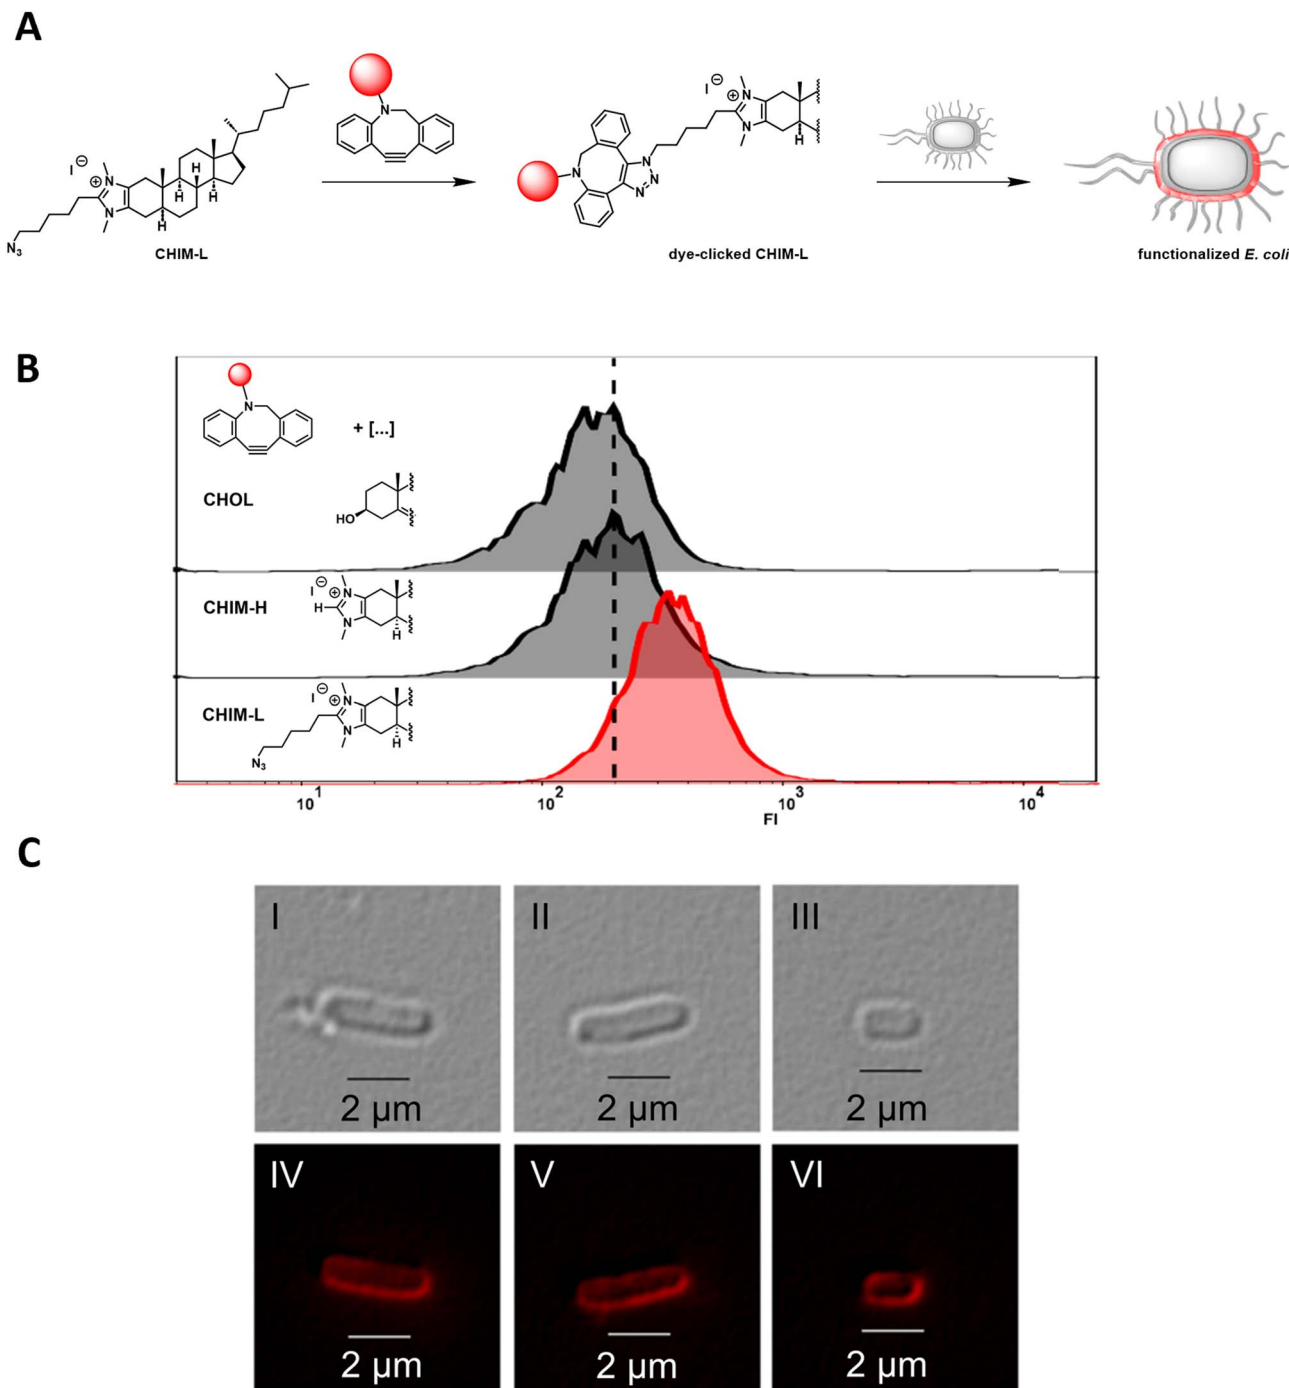 A
I⊖
N
⊕
N
N3
H
H
H
H
CHIM-L
N
I⊖
N
N
N
N
⊕
N
H
dye-clicked CHIM-L
functionalized E. coli
B
N
+ [...]
CHOL
HO
CHIM-H
I⊖
N
⊕
H
N
H
CHIM-L
I⊖
N
⊕
N
H
N3
10^1
10^2
10^3
10^4
FI
C
I
II
III
2 μm
2 μm
2 μm
IV
V
VI
2 μm
2 μm
2 μm